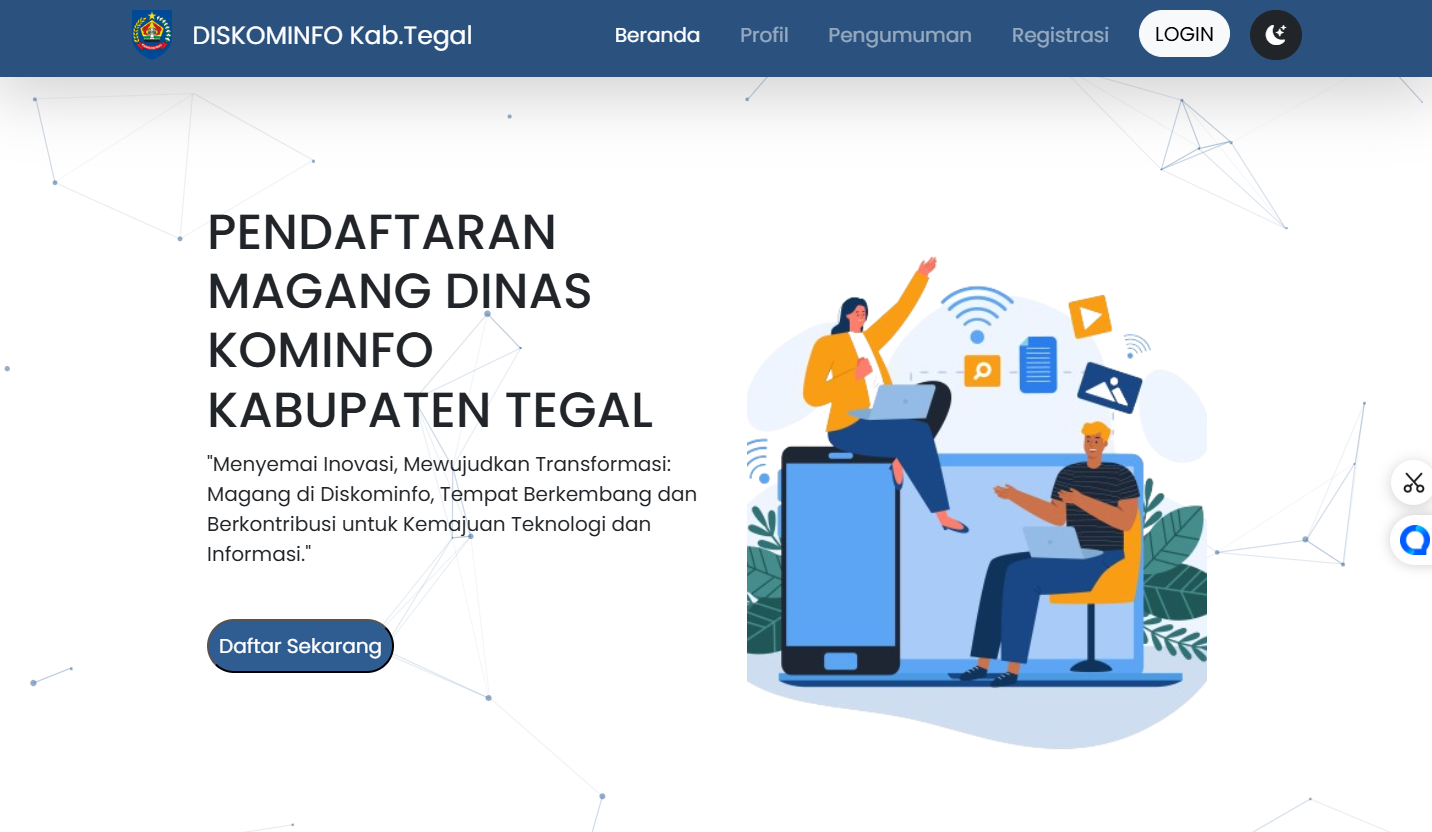 DISKOMINFO Kab.Tegal
Beranda
Profil
Pengumuman
Registrasi
LOGIN
PENDAFTARAN
MAGANG DINAS
KOMINFO
KABUPATEN TEGAL
"Menyemai Inovasi, Mewujudkan Transformasi:
Magang di Diskominfo, Tempat Berkembang dan
Berkontribusi untuk Kemajuan Teknologi dan
Informasi."
Daftar Sekarang